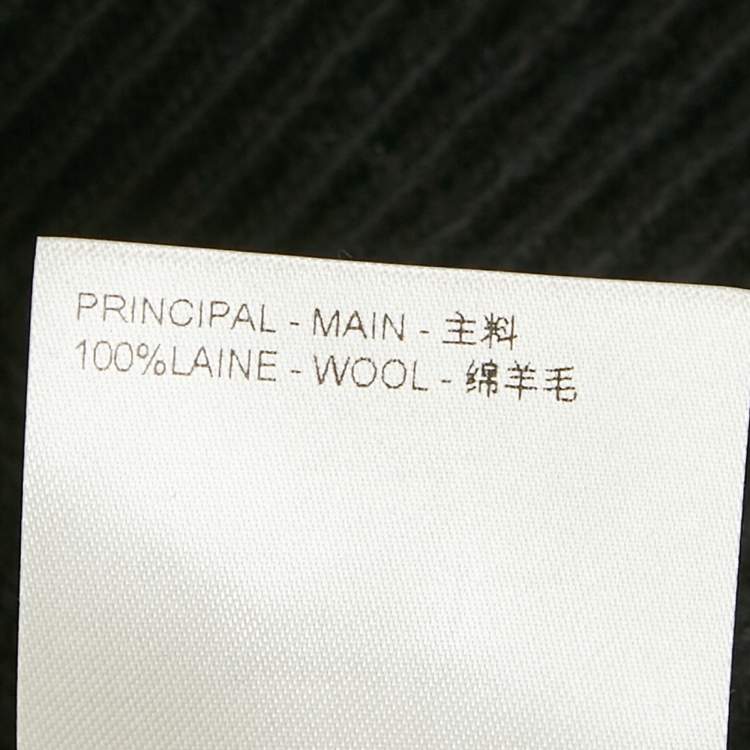 PRINCIPAL - MAIN - 主料
100%LAINE - WOOL - 绵羊毛